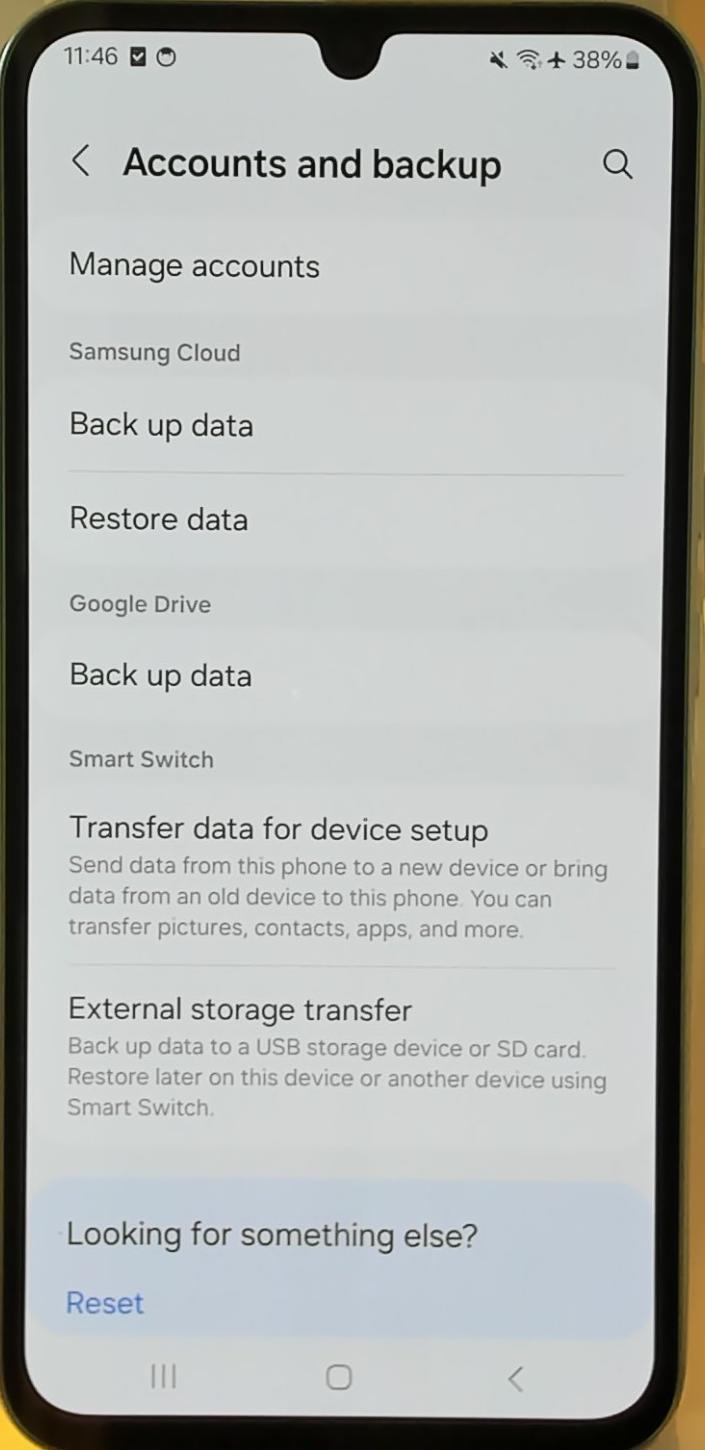 11:46 38%
Accounts and backup
Manage accounts
Samsung Cloud
Back up data
Restore data
Google Drive
Back up data
Smart Switch
Transfer data for device setup
Send data from this phone to a new device or bring
data from an old device to this phone. You can
transfer pictures, contacts, apps, and more.
External storage transfer
Back up data to a USB storage device or SD card.
Restore later on this device or another device using
Smart Switch.
Looking for something else?
Reset